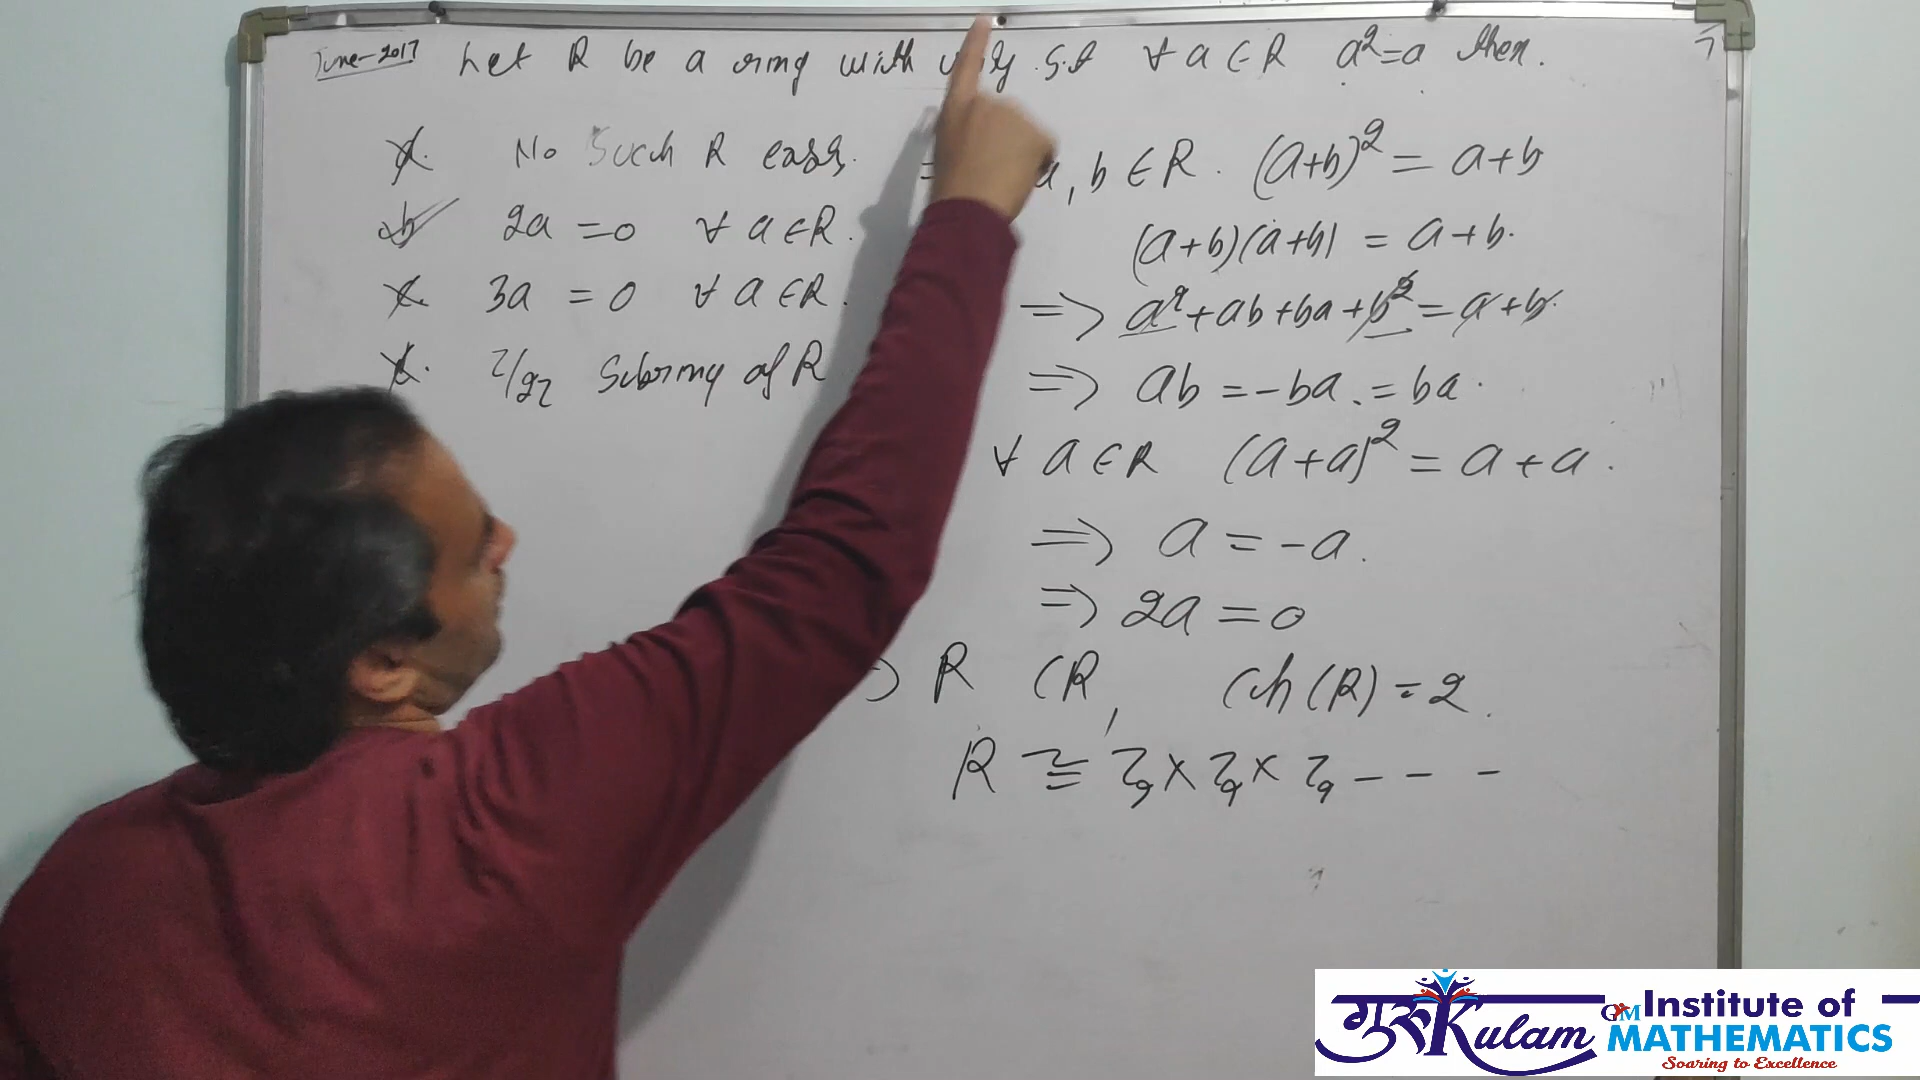 June-2017 Let R be a ring with unity s.t ∀ a ∈ R a²=a then.
a. No Such R
b. 2a = 0 ∀ a ∈ R.
c. 3a = 0 ∀ a ∈ R.
d. Z/2Z Subring of R
a, b ∈ R. (a+b)² = a+b
(a+b)(a+b) = a+b.
=> a²+ab+ba+b² = a+b.
=> ab = -ba. = ba.
∀ a ∈ R (a+a)² = a+a.
=> a = -a.
=> 2a = 0
R CR, Ch(R) = 2.
R ≅ Z₂ x Z₂ x Z₂ - - -
गुरुKulam
GM Institute of
MATHEMATICS
Soaring to Excellence